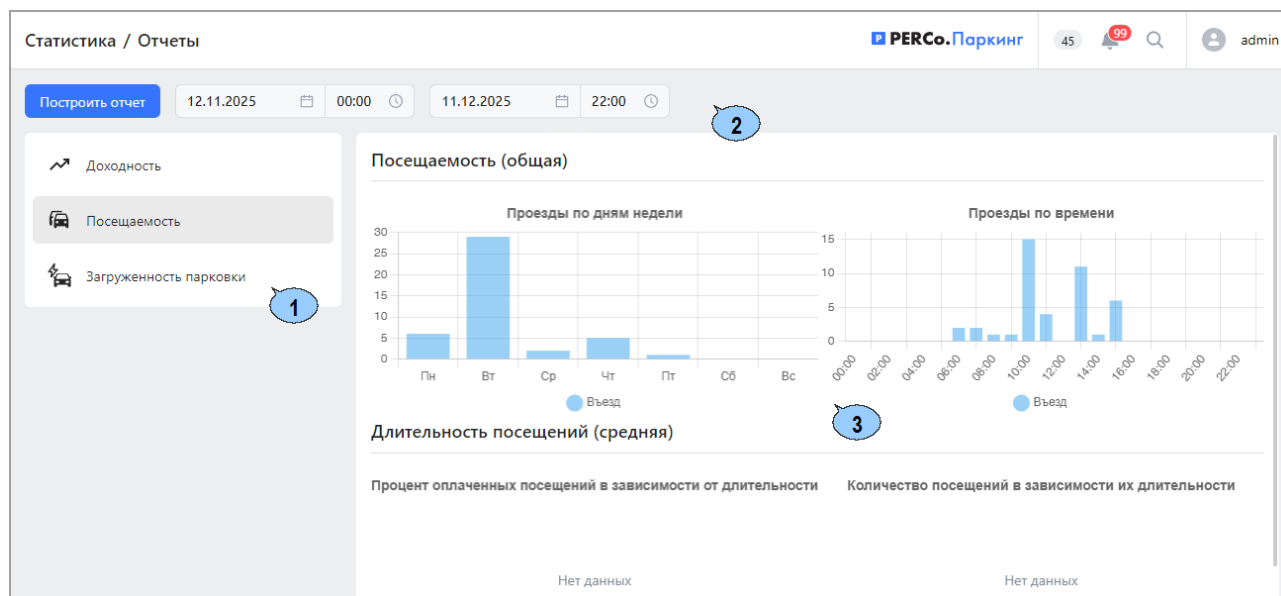 Статистика / Отчеты
PERCo.Паркинг
45
99
admin
Построить отчет
12.11.2025
00:00
11.12.2025
22:00
2
Доходность
Посещаемость
Загруженность парковки
1
Посещаемость (общая)
Проезды по дням недели
30
25
20
15
10
5
0
Пн Вт Ср Чт Пт Сб Вс
Въезд
Проезды по времени
15
10
5
0
00:00 02:00 04:00 06:00 08:00 10:00 12:00 14:00 16:00 18:00 20:00 22:00
Въезд
3
Длительность посещений (средняя)
Процент оплаченных посещений в зависимости от длительности
Нет данных
Количество посещений в зависимости их длительности
Нет данных